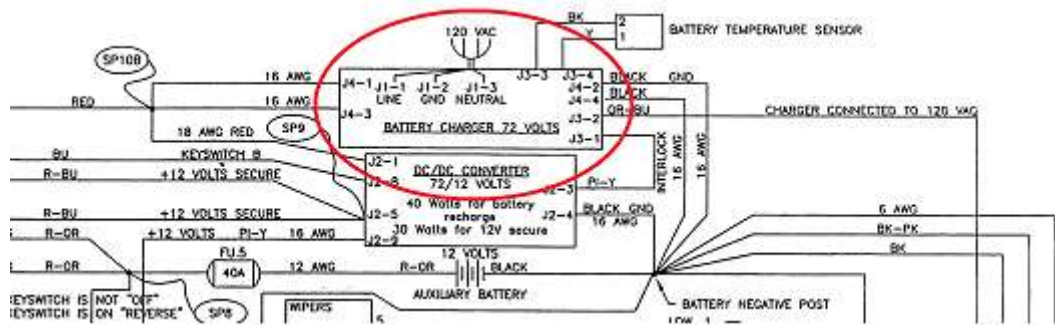 BK
2
Y
1
BATTERY TEMPERATURE SENSOR
120 VAC
SP10B
16 AWG
J4-1
J1-1
J1-2
J1-3
J3-3
J3-4
LINE
GND
NEUTRAL
J4-2
BLACK GND
J4-4
BLACK
RED
16 AWG
J4-3
J3-2
OR-BU
CHARGER CONNECTED TO 120 VAC
BATTERY CHARGER 72 VOLTS
J3-1
SP9
18 AWG RED
INTERLOCK
16 AWG
16 AWG
BU
KEYSWITCH B
J2-1
DC/DC CONVERTER
R-BU
+12 VOLTS SECURE
J2-8
72/12 VOLTS
J2-3
PI-Y
40 Watts for battery
recharge
R-BU
+12 VOLTS SECURE
J2-5
J2-4
BLACK GND
16 AWG
6 AWG
30 Watts for 12V secure
R-OR
+12 VOLTS
PI-Y
16 AWG
J2-9
BK-PK
FU.5
12 VOLTS
BK
R-OR
40A
12 AWG
R-OR
BLACK
AUXILIARY BATTERY
KEYSWITCH IS NOT "OFF"
KEYSWITCH IS ON "REVERSE"
SP8
WIPERS
5
BATTERY NEGATIVE POST